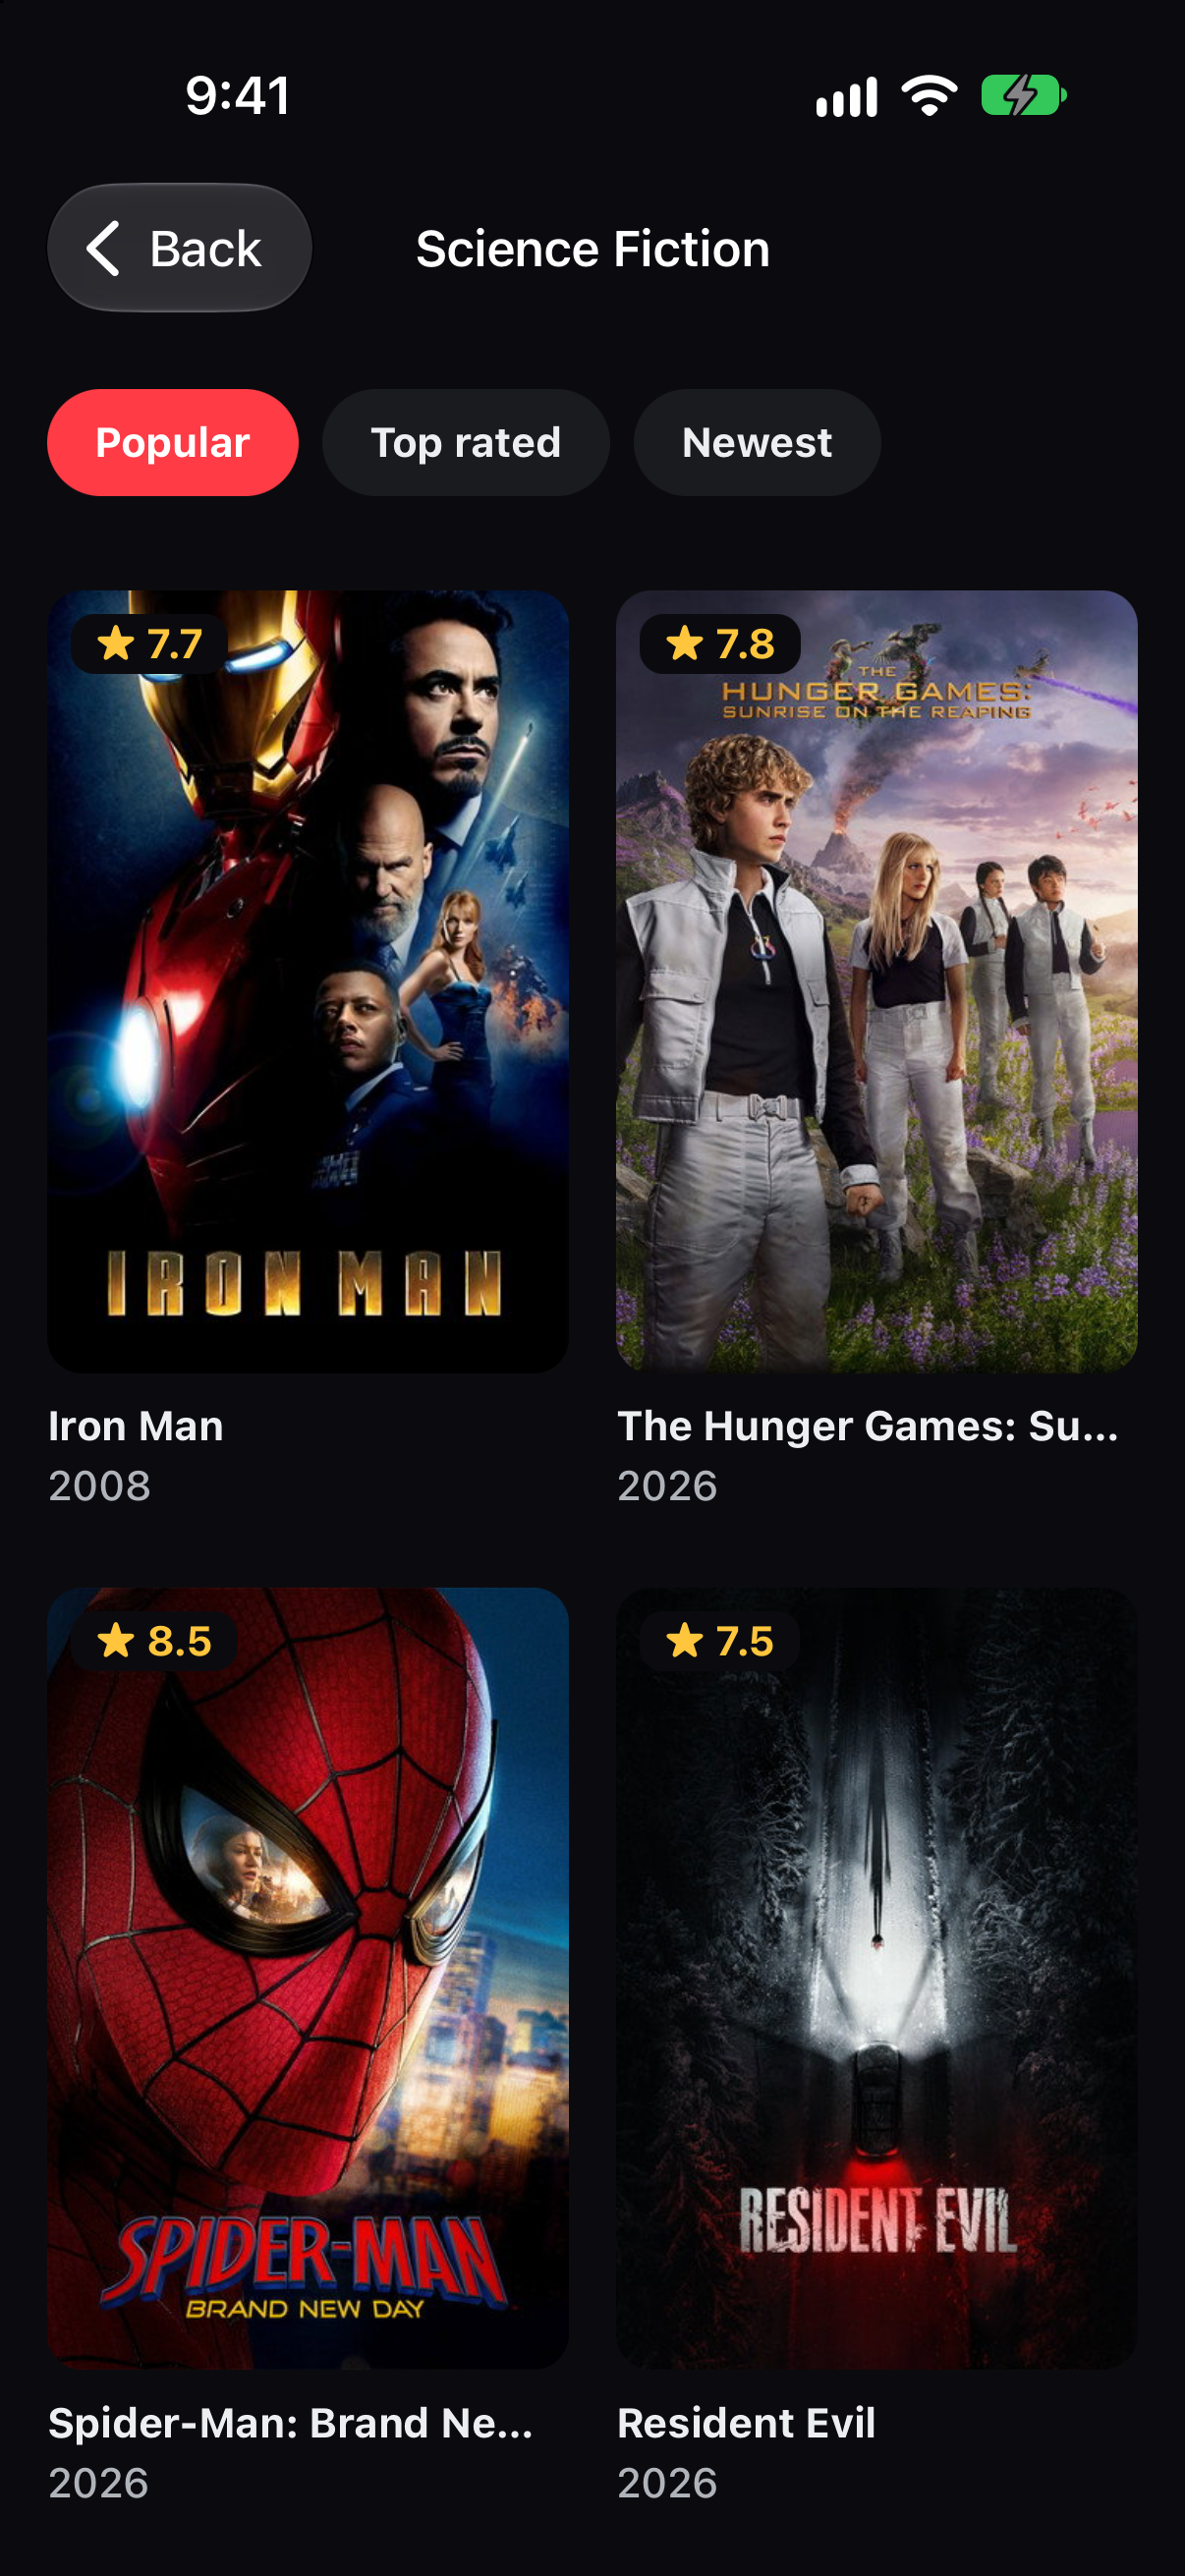 9:41
Back
Science Fiction
Popular
Top rated
Newest
7.7
IRON MAN
Iron Man
2008
7.8
THE
HUNGER GAMES:
SUNRISE ON THE REAPING
The Hunger Games: Su...
2026
8.5
SPIDER-MAN
BRAND NEW DAY
Spider-Man: Brand Ne...
2026
7.5
RESIDENT EVIL
Resident Evil
2026